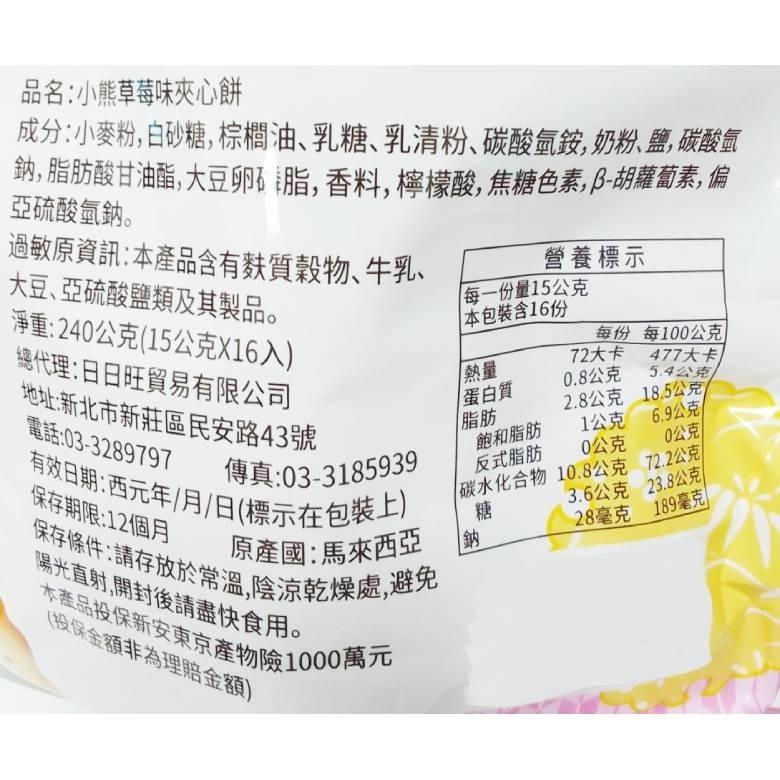 品名:小熊草莓味夾心餅
成分:小麥粉,白砂糖,棕櫚油、乳糖、乳清粉、碳酸氫銨,奶粉、鹽,碳酸氫
鈉,脂肪酸甘油酯,大豆卵磷脂,香料,檸檬酸,焦糖色素,β-胡蘿蔔素,偏
亞硫酸氫鈉。
過敏原資訊:本產品含有麩質穀物、牛乳、
大豆、亞硫酸鹽類及其製品。
淨重:240公克(15公克X16入)
總代理:日日旺貿易有限公司
地址:新北市新莊區民安路43號
電話:03-3289797 傳真:03-3185939
有效日期:西元年/月/日(標示在包裝上)
保存期限:12個月 原產國:馬來西亞
保存條件:請存放於常溫,陰涼乾燥處,避免
陽光直射,開封後請盡快食用。
本產品投保新安東京產物險1000萬元
(投保金額非為理賠金額)
營養標示
每一份量15公克
本包裝含16份
每份 每100公克
熱量 72大卡 477大卡
蛋白質 0.8公克 5.4公克
脂肪 2.8公克 18.5公克
飽和脂肪 1公克 6.9公克
反式脂肪 0公克 0公克
碳水化合物 10.8公克 72.2公克
糖 3.6公克 23.8公克
鈉 28毫克 189毫克